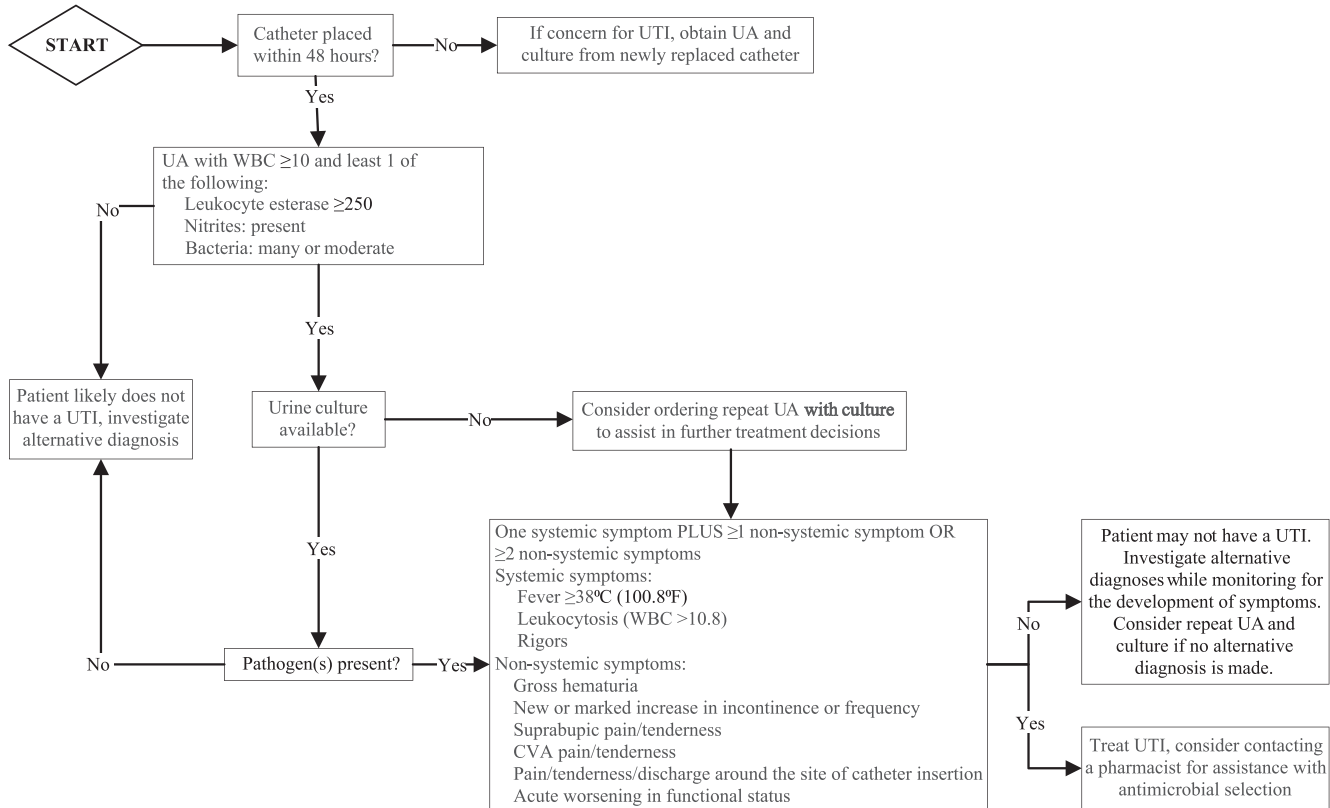 START
Catheter placed
within 48 hours?
No
If concern for UTI, obtain UA and
culture from newly replaced catheter
Yes
UA with WBC ≥10 and least 1 of
the following:
Leukocyte esterase ≥250
Nitrites: present
Bacteria: many or moderate
No
Yes
Patient likely does not
have a UTI, investigate
alternative diagnosis
Urine culture
available?
No
Consider ordering repeat UA with culture
to assist in further treatment decisions
Yes
One systemic symptom PLUS ≥1 non-systemic symptom OR
≥2 non-systemic symptoms
Systemic symptoms:
Fever ≥38ºC (100.8ºF)
Leukocytosis (WBC >10.8)
Rigors
Non-systemic symptoms:
Gross hematuria
New or marked increase in incontinence or frequency
Suprabupic pain/tenderness
CVA pain/tenderness
Pain/tenderness/discharge around the site of catheter insertion
Acute worsening in functional status
No
Pathogen(s) present?
Yes
No
Patient may not have a UTI.
Investigate alternative
diagnoses while monitoring for
the development of symptoms.
Consider repeat UA and
culture if no alternative
diagnosis is made.
Yes
Treat UTI, consider contacting
a pharmacist for assistance with
antimicrobial selection